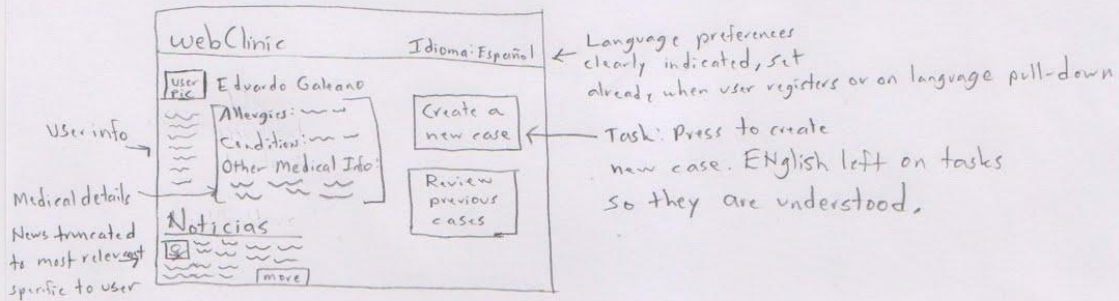 webClinic
Idioma: Español
User
Pic
Eduardo Galeano
Allergies:
Condition:
Other Medical Info:
Create a
new case
Review
previous
cases
Noticias
more
User info
Medical details
News truncated
to most relevant
specific to user
Language preferences
clearly indicated, set
already, when user registers or on language pull-down
Task: Press to create
new case. ENglish left on tasks
so they are understood.